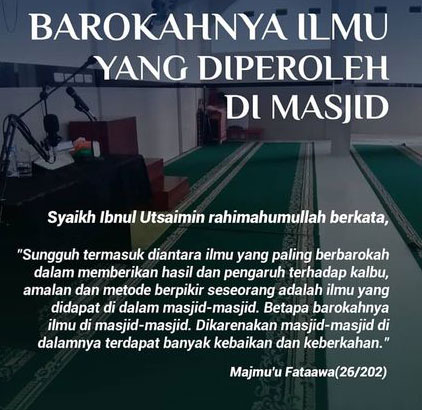 BAROKAHNYA ILMU
YANG DIPEROLEH
DI MASJID
Syaikh Ibnul Utsaimin rahimahumullah berkata,
"Sungguh termasuk diantara ilmu yang paling berbarokah
dalam memberikan hasil dan pengaruh terhadap kalbu,
amalan dan metode berpikir seseorang adalah ilmu yang
didapat di dalam masjid-masjid. Betapa barokahnya
ilmu di masjid-masjid. Dikarenakan masjid-masjid di
dalamnya terdapat banyak kebaikan dan keberkahan."
Majmu'u Fataawa(26/202)